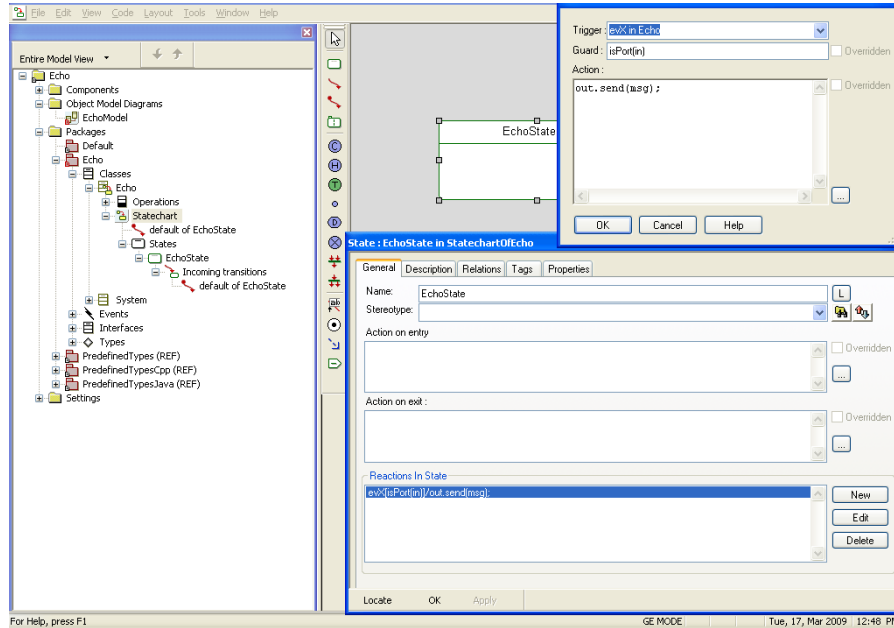 File Edit View Code Layout Tools Window Help
Entire Model View
Echo
Components
Object Model Diagrams
EchoModel
Packages
Default
Echo
Classes
Echo
Operations
Statechart
default of EchoState
States
EchoState
Incoming transitions
default of EchoState
System
Events
Interfaces
Types
PredefinedTypes (REF)
PredefinedTypesCpp (REF)
PredefinedTypesJava (REF)
Settings
C
H
T
D
EchoState
Trigger : evX in Echo
Guard : isPort(in) Overridden
Action :
out.send(msg); Overridden
...
OK Cancel Help
State : EchoState in StatechartOfEcho
General Description Relations Tags Properties
Name: EchoState L
Stereotype:
Action on entry
Overridden
...
Action on exit :
Overridden
...
Reactions In State
evX[isPort(in)]/out.send(msg); New
Edit
Delete
Locate OK Apply
For Help, press F1 GE MODE Tue, 17, Mar 2009 12:48